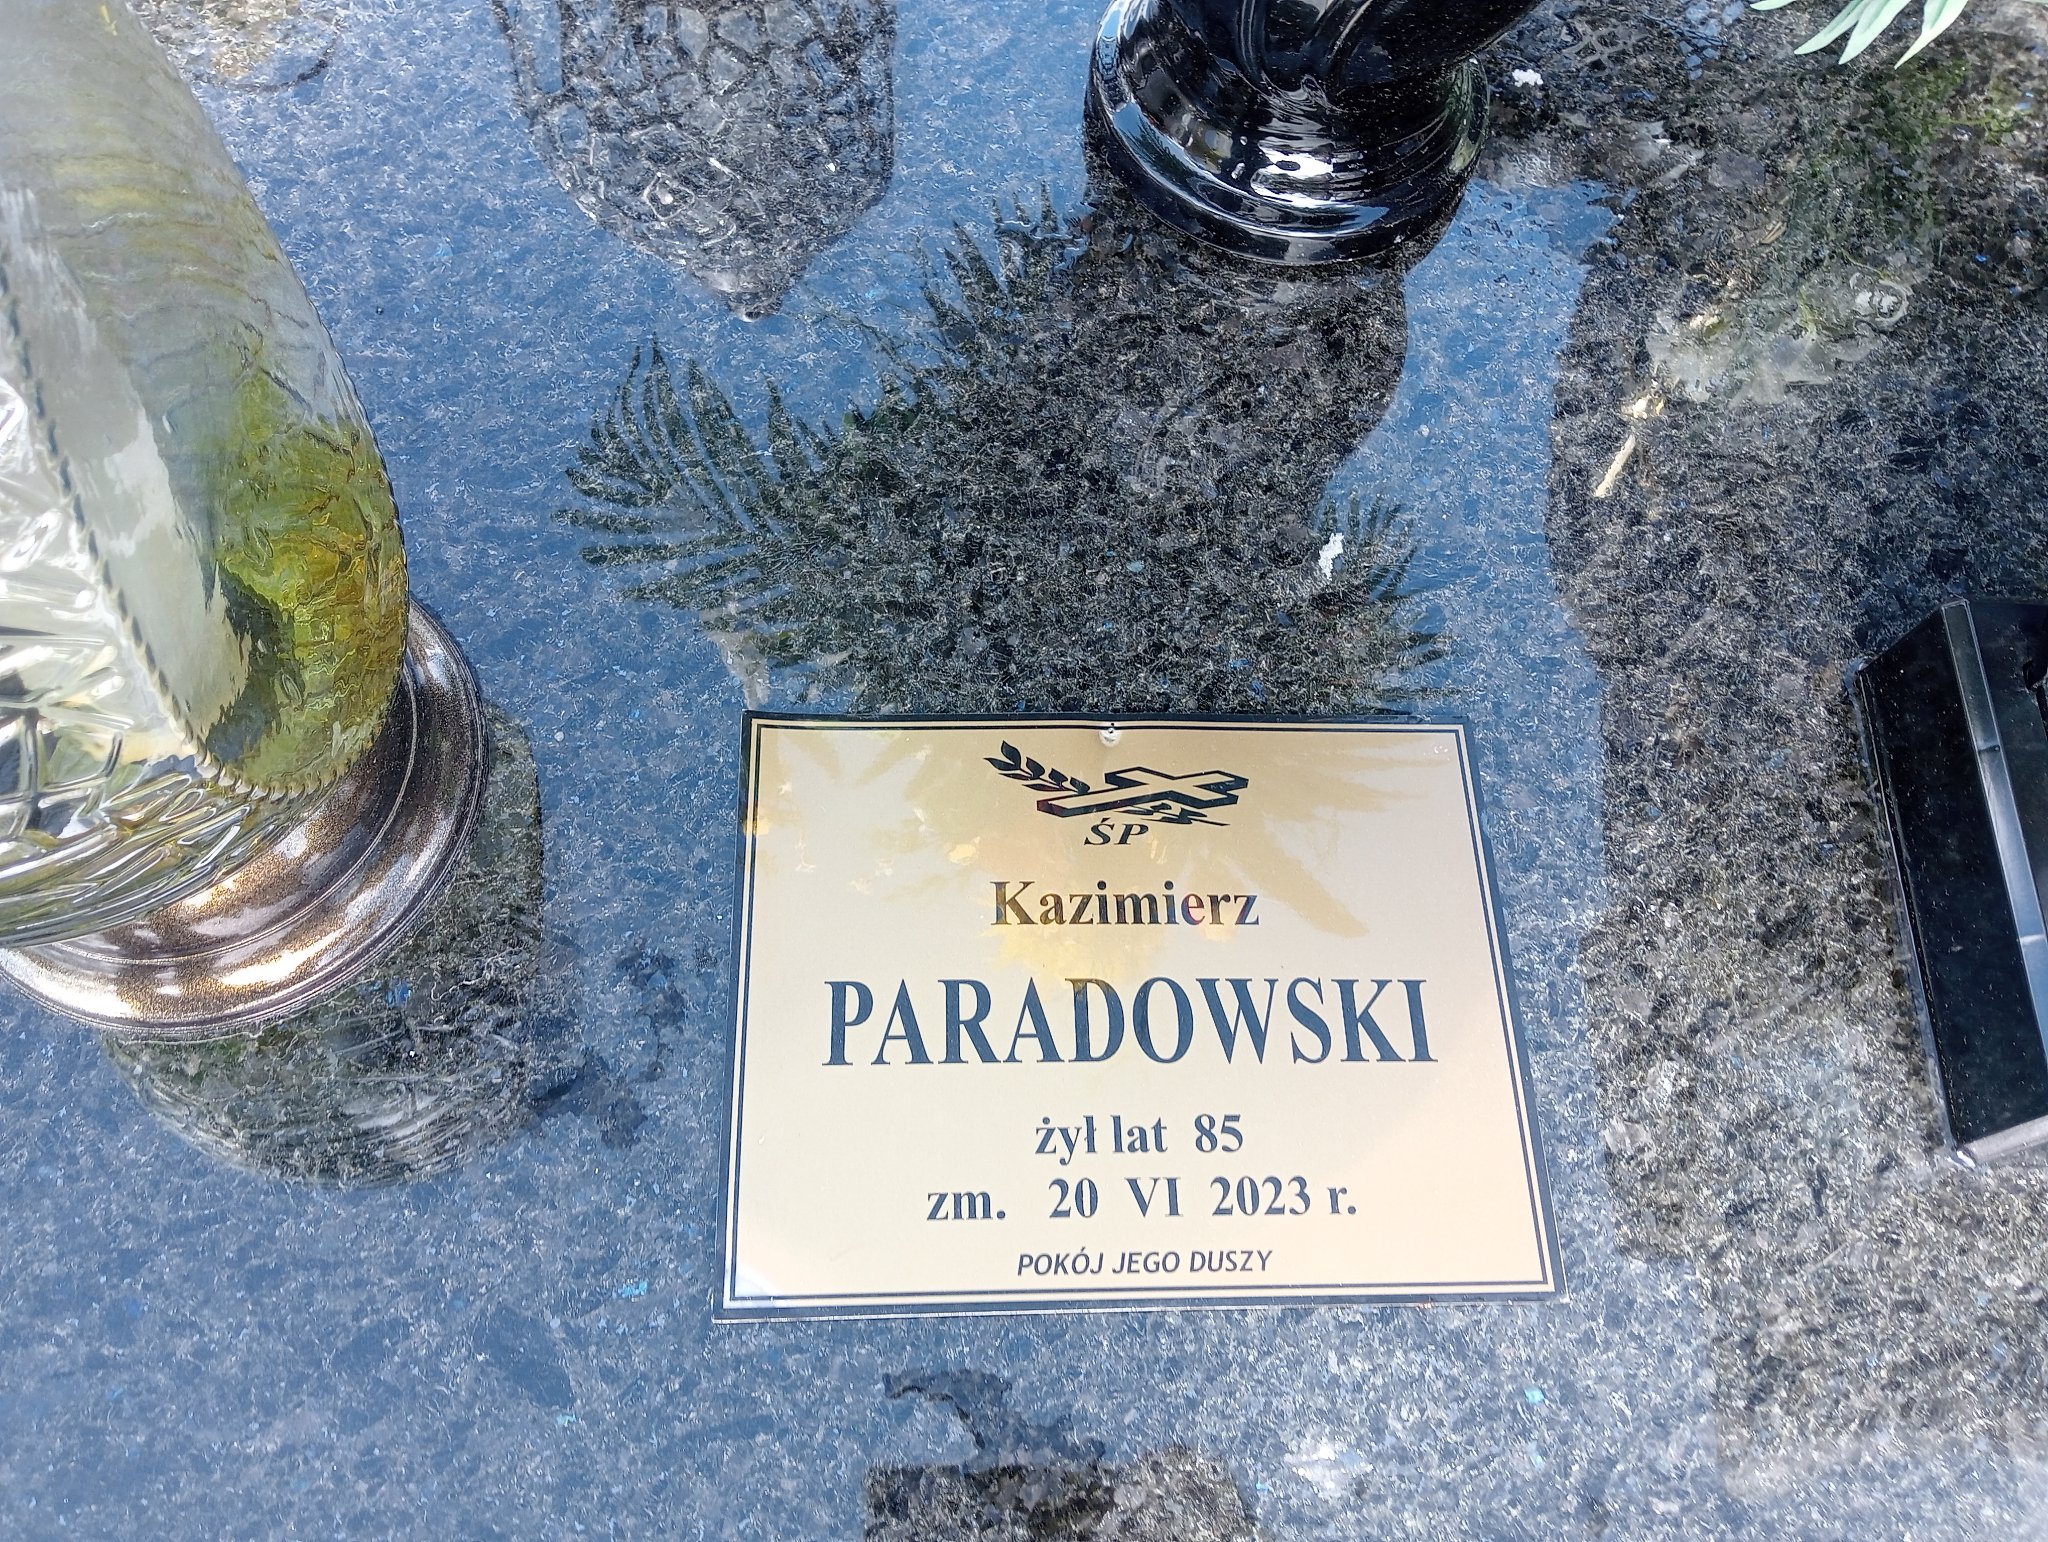 ŚP
Kazimierz
PARADOWSKI
żył lat 85
zm. 20 VI 2023 r.
POKÓJ JEGO DUSZY